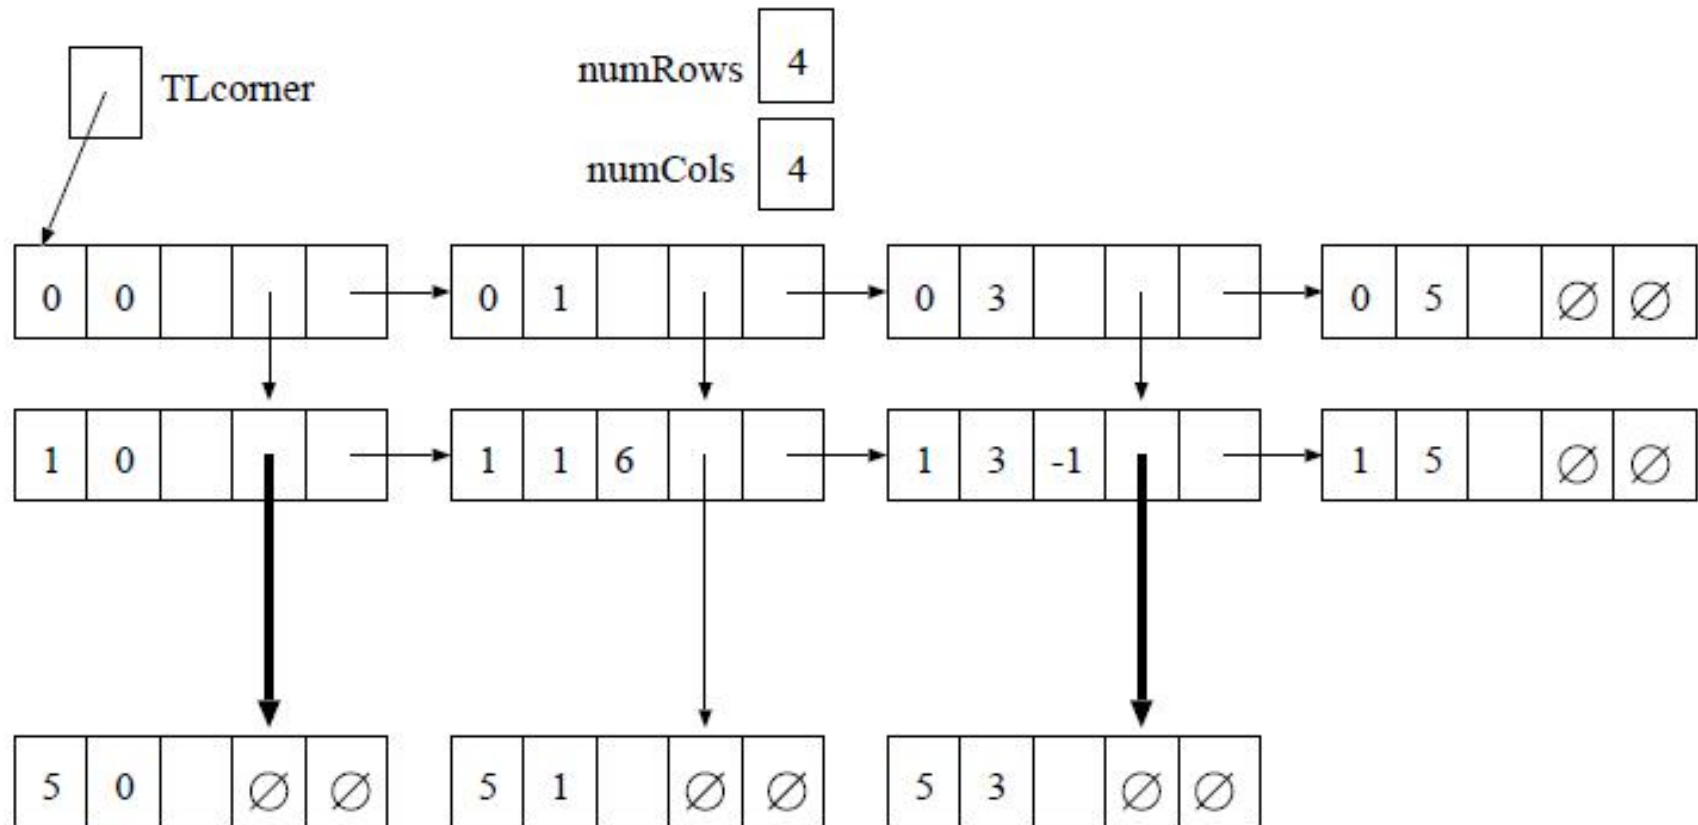 numRows 4
TLcorner
numCols 4
0 0 0 1 0 3 0 5 ∅ ∅
1 0 1 1 6 1 3 -1 1 5 ∅ ∅
5 0 ∅ ∅ 5 1 ∅ ∅ 5 3 ∅ ∅